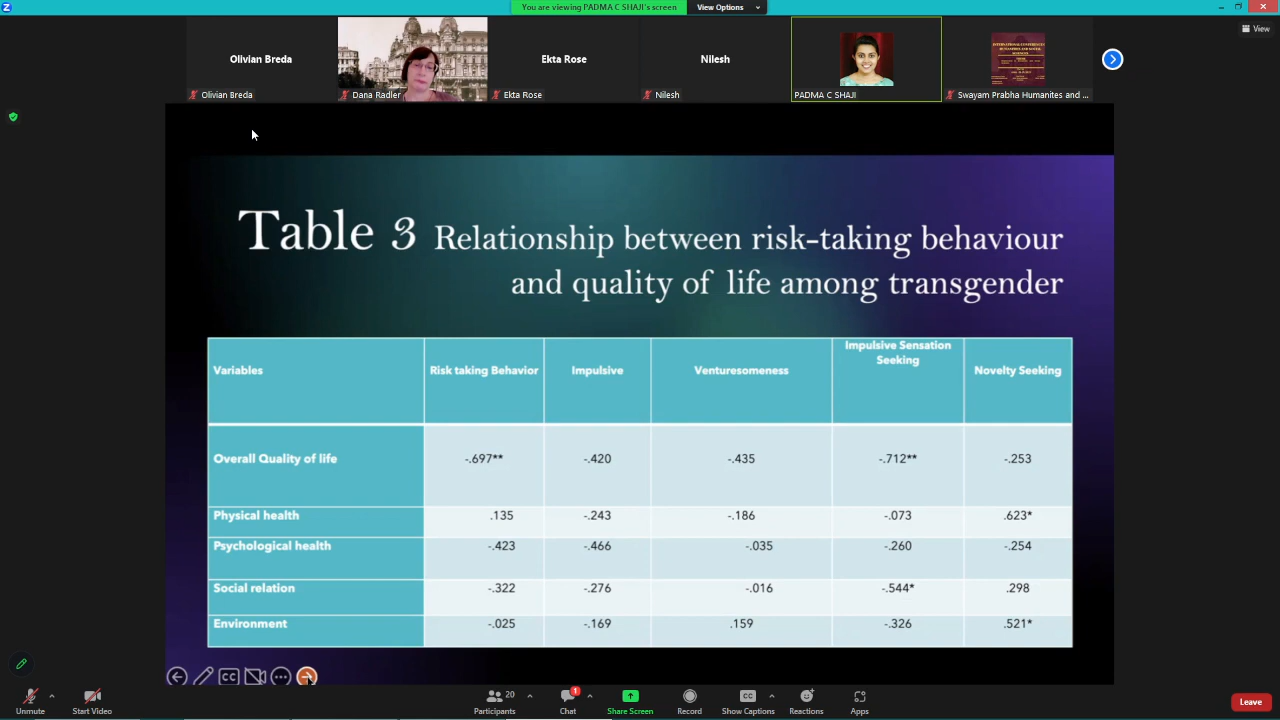 You are viewing PADMA C SHAJI's screen
View Options
View
Olivian Breda
Ekta Rose
Nilesh
Olivian Breda
Dana Radler
Ekta Rose
Nilesh
PADMA C SHAJI
Swayam Prabha Humanites and ...
Table 3 Relationship between risk-taking behaviour
and quality of life among transgender
Variables Risk taking Behavior Impulsive Venturesomeness Impulsive Sensation Seeking Novelty Seeking
Overall Quality of life -.697** -.420 -.435 -.712** -.253
Physical health .135 -.243 -.186 -.073 .623*
Psychological health -.423 -.466 -.035 -.260 -.254
Social relation -.322 -.276 -.016 -.544* .298
Environment -.025 -.169 .159 -.326 .521*
CC
Unmute
Start Video
Participants
20
Chat
1
Share Screen
Record
CC
Show Captions
Reactions
Apps
Leave